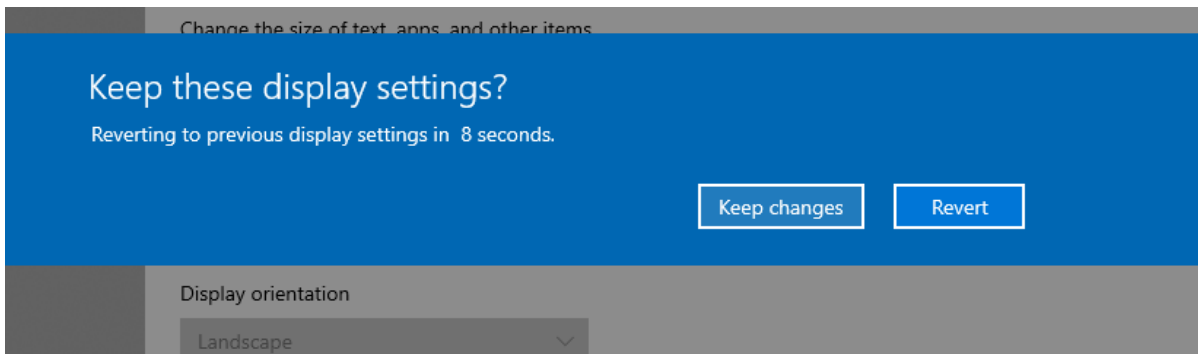 Change the size of text, apps, and other items
Keep these display settings?
Reverting to previous display settings in  8 seconds.
Keep changes
Revert
Display orientation
Landscape